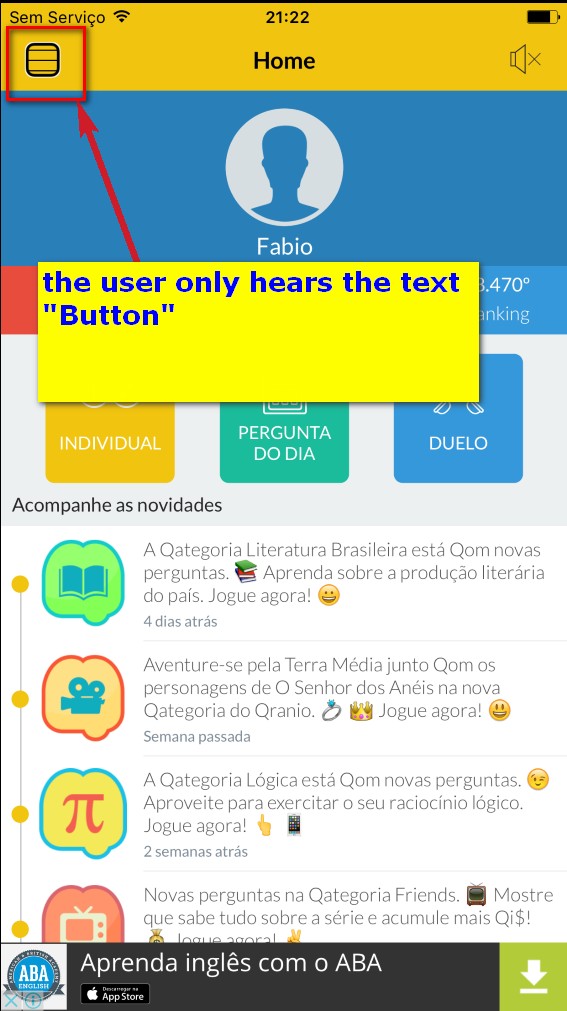 Sem Serviço 21:22
Home
Fabio
the user only hears the text
"Button"
3.470º
anking
INDIVIDUAL
PERGUNTA
DO DIA
DUELO
Acompanhe as novidades
A Qategoria Literatura Brasileira está Qom novas
perguntas. 📚 Aprenda sobre a produção literária
do país. Jogue agora! 😀
4 dias atrás
Aventure-se pela Terra Média junto Qom os
personagens de O Senhor dos Anéis na nova
Qategoria do Qranio. 💍 👑 Jogue agora! 😃
Semana passada
A Qategoria Lógica está Qom novas perguntas. 😉
Aproveite para exercitar o seu raciocínio lógico.
Jogue agora! 👆 📱
2 semanas atrás
π
Novas perguntas na Qategoria Friends. 📺 Mostre
que sabe tudo sobre a série e acumule mais Qi$!
💰 Jogue agora! ✌
ABA
ENGLISH
Aprenda inglês com o ABA
App Store